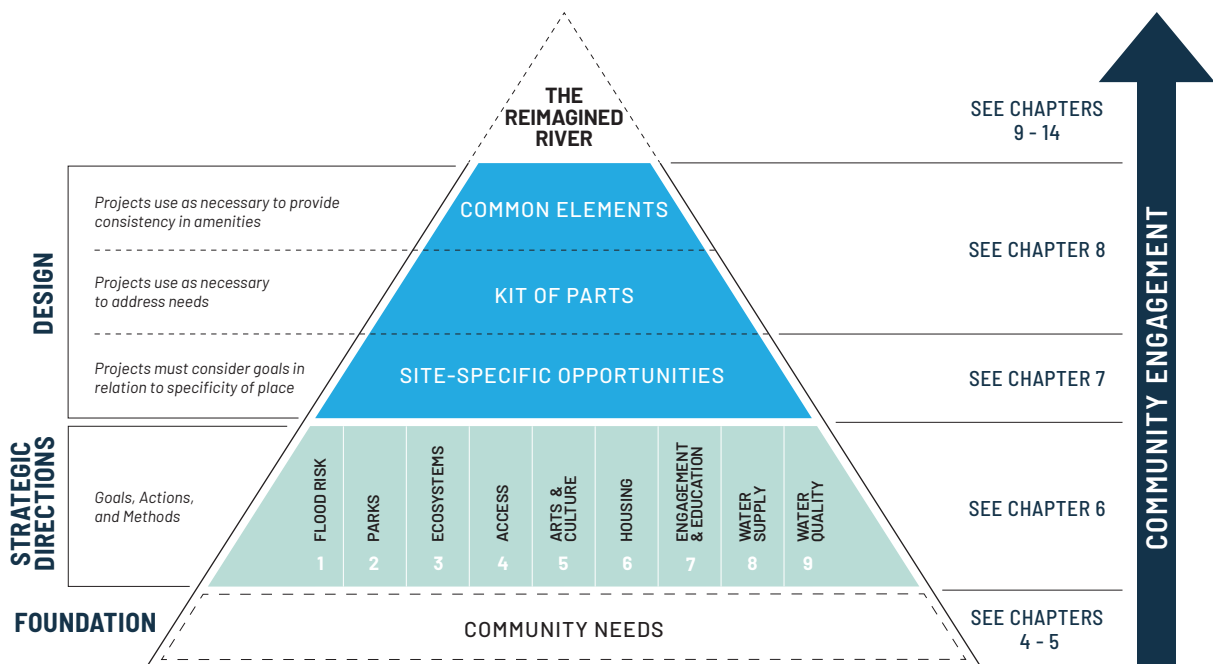 THE
REIMAGINED
RIVER
SEE CHAPTERS
9 - 14
DESIGN
Projects use as necessary to provide
consistency in amenities
COMMON ELEMENTS
SEE CHAPTER 8
Projects use as necessary
to address needs
KIT OF PARTS
Projects must consider goals in
relation to specificity of place
SITE-SPECIFIC OPPORTUNITIES
SEE CHAPTER 7
STRATEGIC
DIRECTIONS
Goals, Actions,
and Methods
FLOOD RISK
1
PARKS
2
ECOSYSTEMS
3
ACCESS
4
ARTS &
CULTURE
5
HOUSING
6
ENGAGEMENT
& EDUCATION
7
WATER
SUPPLY
8
WATER
QUALITY
9
SEE CHAPTER 6
FOUNDATION
COMMUNITY NEEDS
SEE CHAPTERS
4 - 5
COMMUNITY ENGAGEMENT